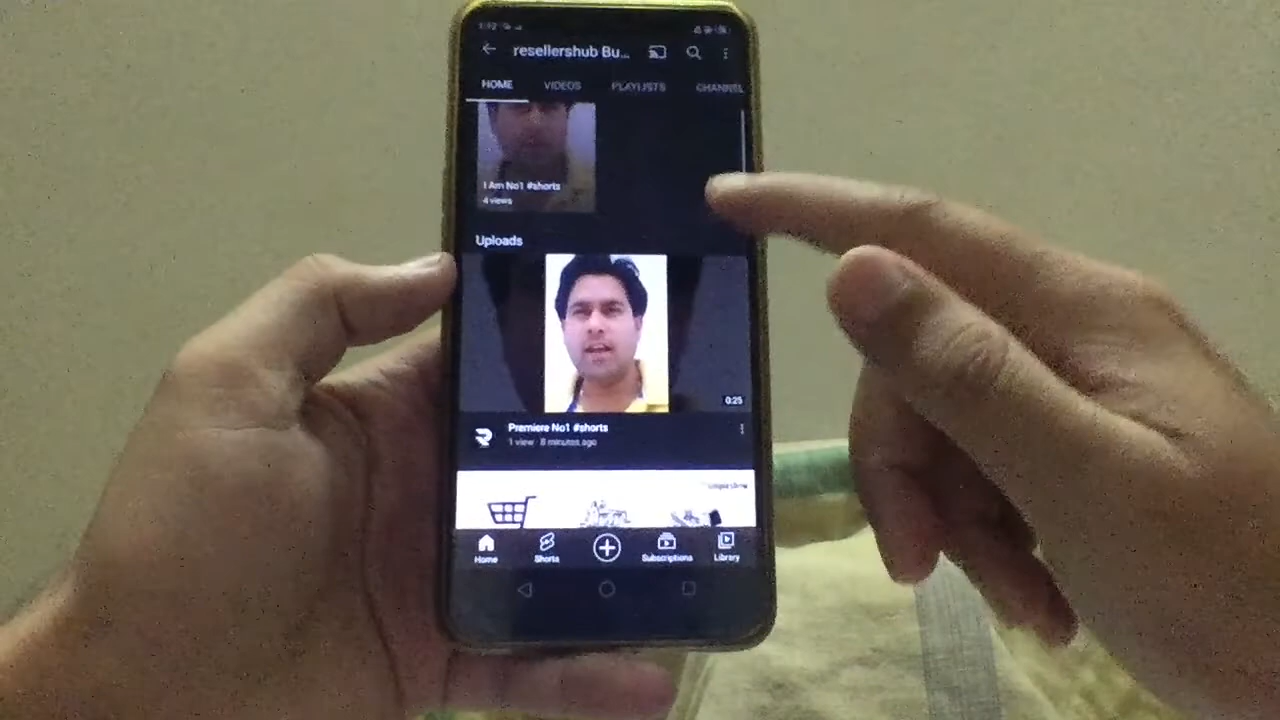 resellershub Bu...
HOME VIDEOS PLAYLISTS CHANNEL
I Am No1 #shorts
4 views
Uploads
0:25
Premiere No1 #shorts
1 view · 8 minutes ago
Home Shorts Subscriptions Library